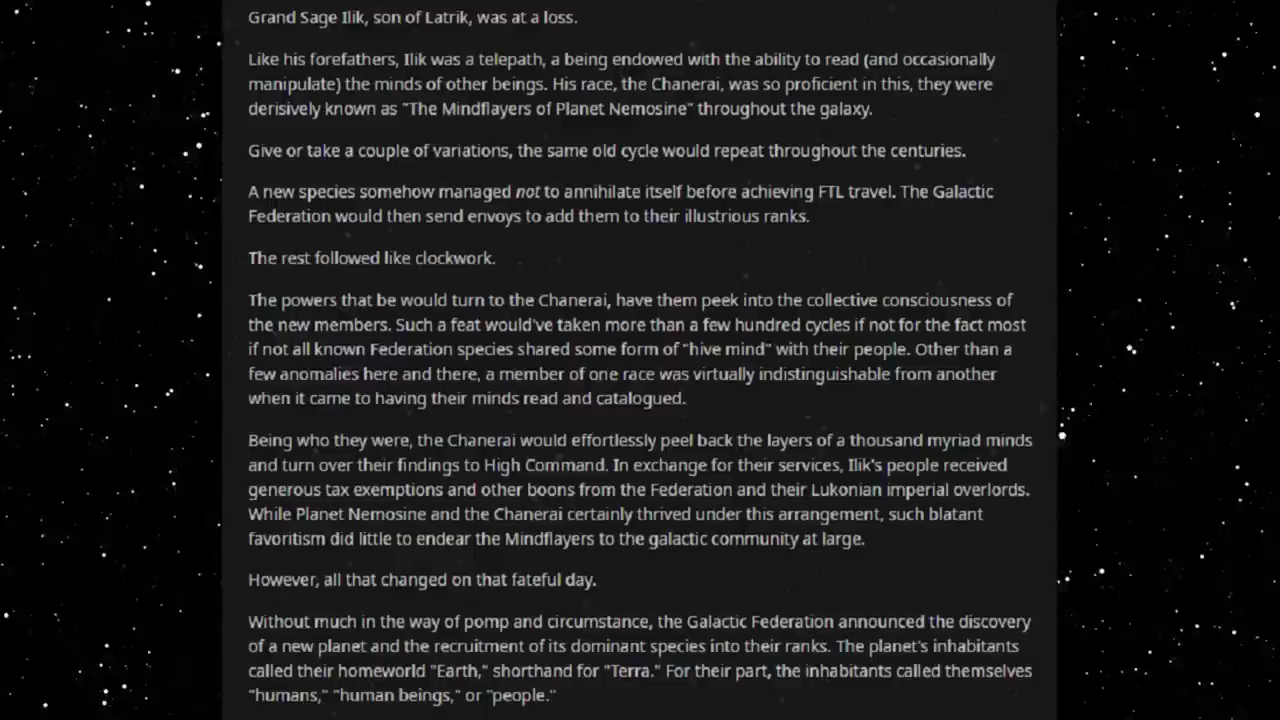 Grand Sage Ilik, son of Latrik, was at a loss.
Like his forefathers, Ilik was a telepath, a being endowed with the ability to read (and occasionally
manipulate) the minds of other beings. His race, the Chanerai, was so proficient in this, they were
derisively known as "The Mindflayers of Planet Nemosine" throughout the galaxy.
Give or take a couple of variations, the same old cycle would repeat throughout the centuries.
A new species somehow managed not to annihilate itself before achieving FTL travel. The Galactic
Federation would then send envoys to add them to their illustrious ranks.
The rest followed like clockwork.
The powers that be would turn to the Chanerai, have them peek into the collective consciousness of
the new members. Such a feat would've taken more than a few hundred cycles if not for the fact most
if not all known Federation species shared some form of "hive mind" with their people. Other than a
few anomalies here and there, a member of one race was virtually indistinguishable from another
when it came to having their minds read and catalogued.
Being who they were, the Chanerai would effortlessly peel back the layers of a thousand myriad minds
and turn over their findings to High Command. In exchange for their services, Ilik's people received
generous tax exemptions and other boons from the Federation and their Lukonian imperial overlords.
While Planet Nemosine and the Chanerai certainly thrived under this arrangement, such blatant
favoritism did little to endear the Mindflayers to the galactic community at large.
However, all that changed on that fateful day.
Without much in the way of pomp and circumstance, the Galactic Federation announced the discovery
of a new planet and the recruitment of its dominant species into their ranks. The planet's inhabitants
called their homeworld "Earth," shorthand for "Terra." For their part, the inhabitants called themselves
"humans," "human beings," or "people."